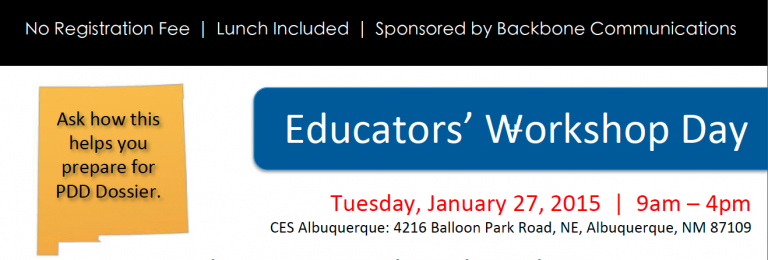 No Registration Fee | Lunch Included | Sponsored by Backbone Communications
Ask how this
helps you
prepare for
PDD Dossier.
Educators’ Workshop Day
Tuesday, January 27, 2015 | 9am – 4pm
CES Albuquerque: 4216 Balloon Park Road, NE, Albuquerque, NM 87109